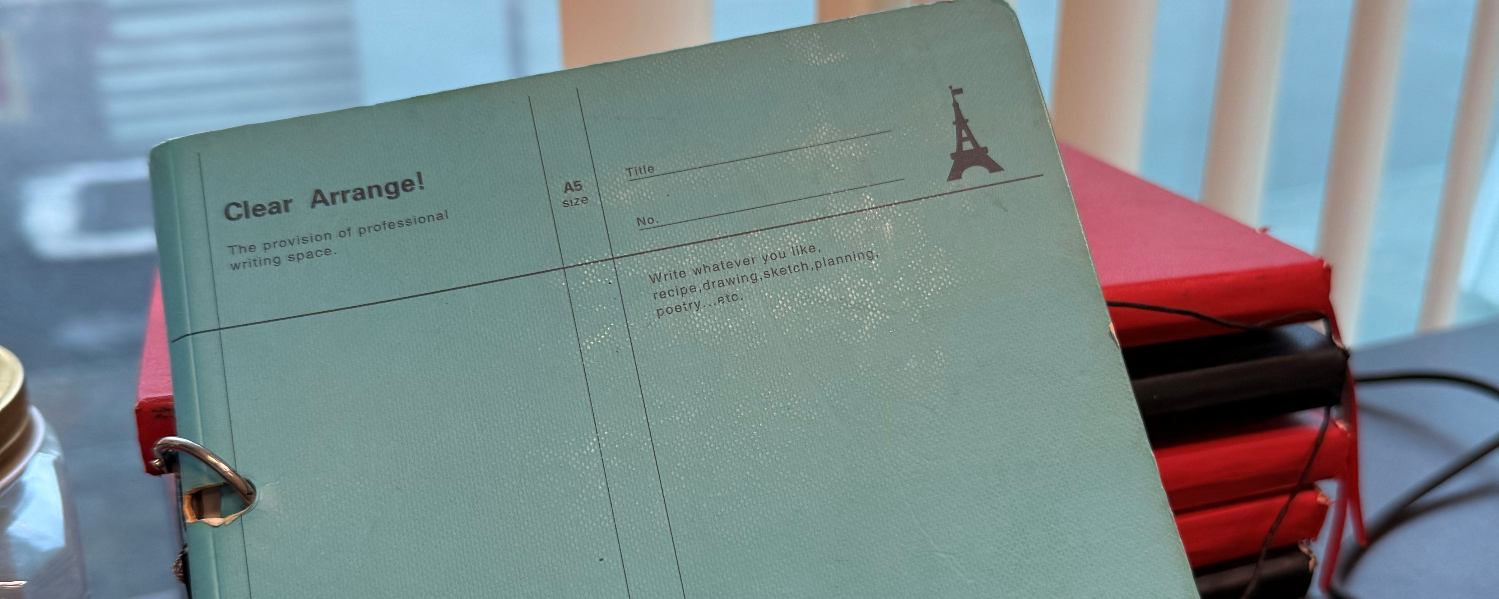 Clear Arrange!
The provision of professional
writing space.
A5
size
Title
No.
Write whatever you like,
recipe,drawing,sketch,planning,
poetry...etc.